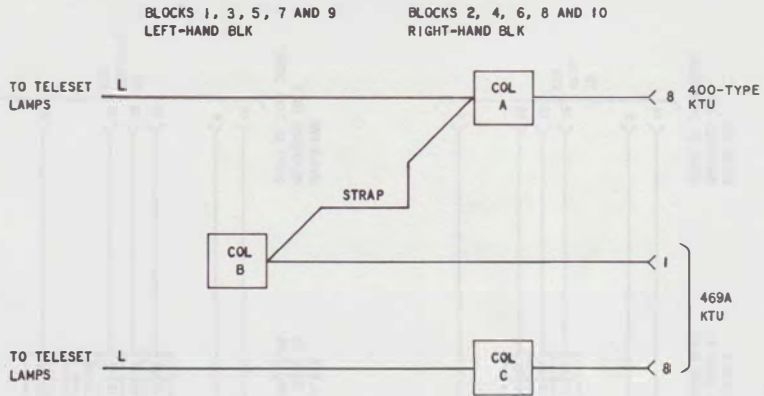 BLOCKS 1, 3, 5, 7 AND 9
LEFT-HAND BLK
BLOCKS 2, 4, 6, 8 AND 10
RIGHT-HAND BLK
TO TELESET
LAMPS
L
COL
A
8
400-TYPE
KTU
STRAP
COL
B
1
469A
KTU
TO TELESET
LAMPS
L
COL
C
8